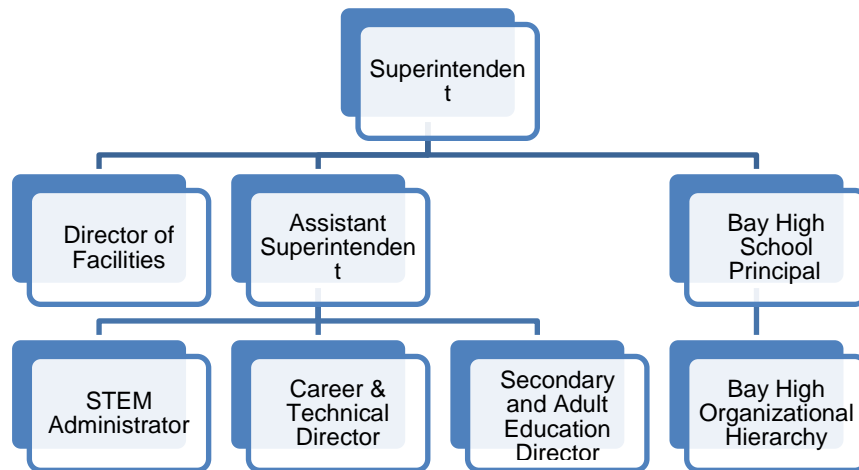 Superintenden
t
Director of
Facilities
Assistant
Superintenden
t
Bay High
School
Principal
STEM
Administrator
Career &
Technical
Director
Secondary
and Adult
Education
Director
Bay High
Organizational
Hierarchy